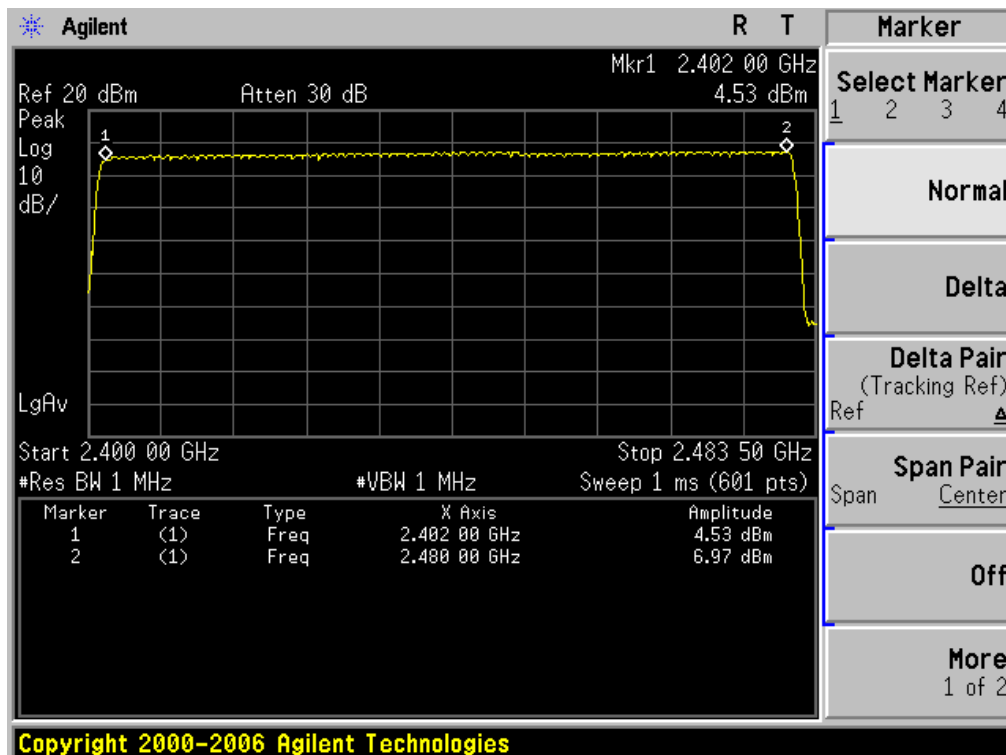 Agilent R T
Mkr1 2.402 00 GHz
Ref 20 dBm Atten 30 dB 4.53 dBm
Peak
Log
10
dB/
1
2
LgAv
Start 2.400 00 GHz Stop 2.483 50 GHz
#Res BW 1 MHz #VBW 1 MHz Sweep 1 ms (601 pts)
Marker Trace Type X Axis Amplitude
1 (1) Freq 2.402 00 GHz 4.53 dBm
2 (1) Freq 2.480 00 GHz 6.97 dBm
Copyright 2000-2006 Agilent Technologies
Marker
Select Marker
1 2 3 4
Normal
Delta
Delta Pair
(Tracking Ref)
Ref Δ
Span Pair
Span Center
Off
More
1 of 2